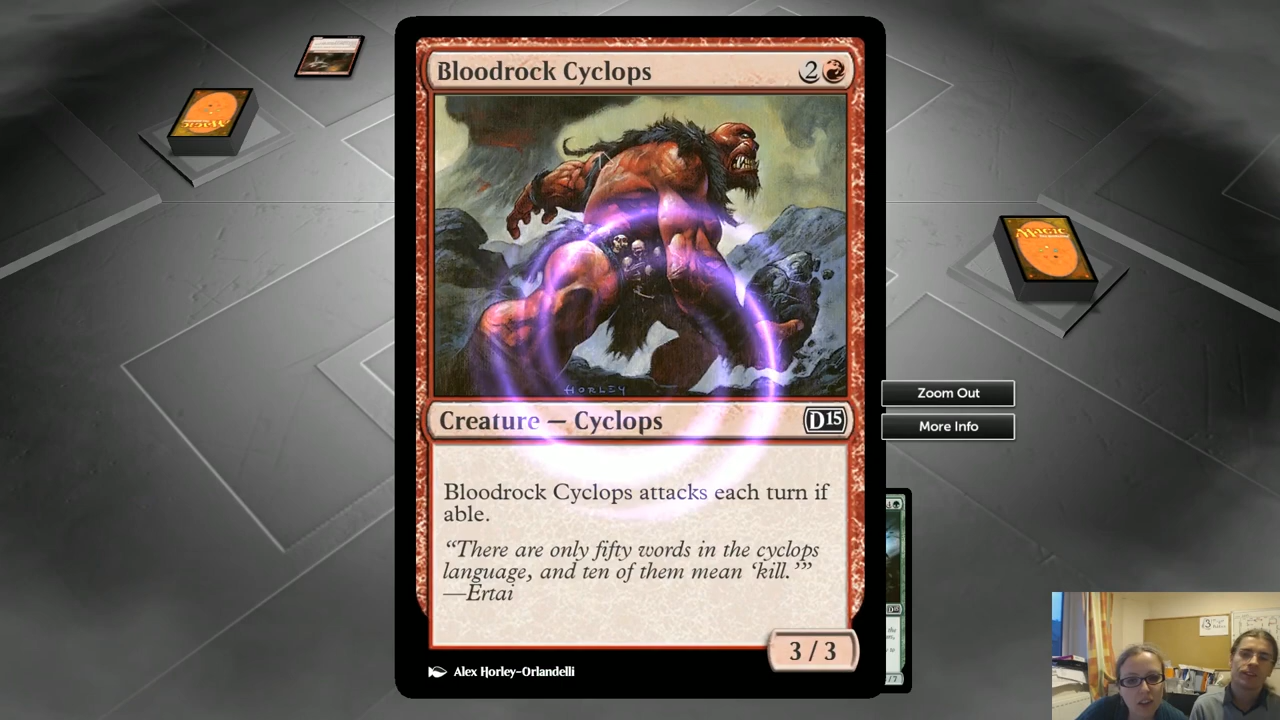 Bloodrock Cyclops 2
HORLEY
Creature — Cyclops D15
Bloodrock Cyclops attacks each turn if
able.
“There are only fifty words in the cyclops
language, and ten of them mean ‘kill.’”
—Ertai
3 / 3
Alex Horley-Orlandelli
Zoom Out
More Info
MAGIC
MAGIC